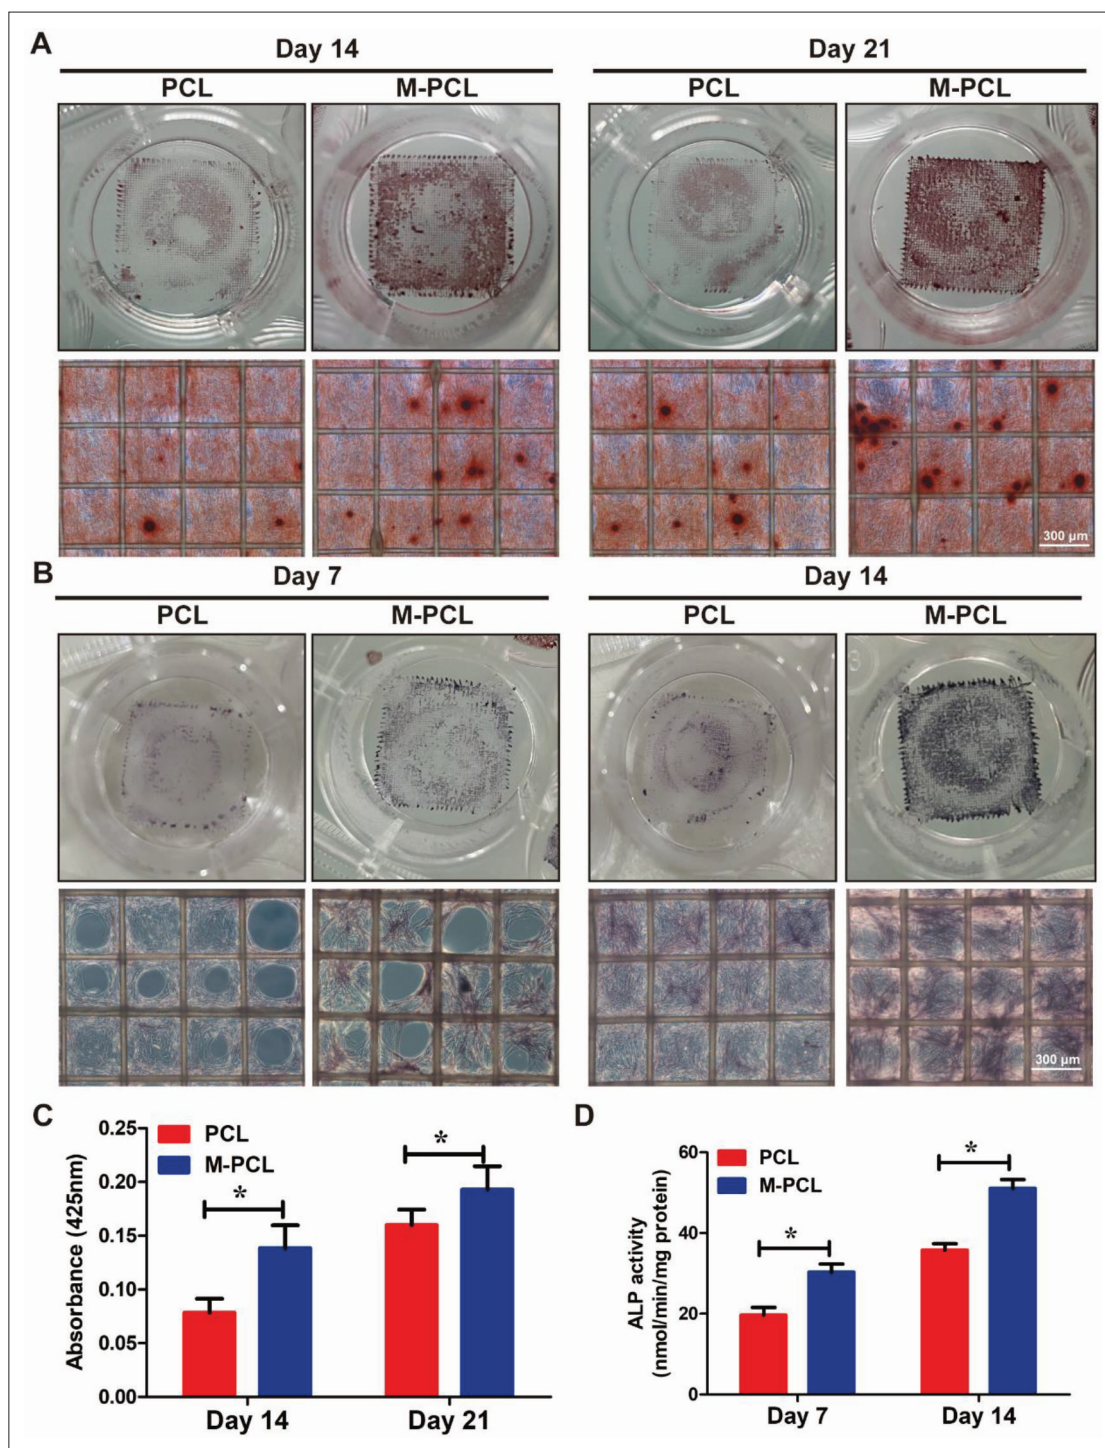 A
Day 14
Day 21
PCL
M-PCL
PCL
M-PCL
300 μm
B
Day 7
Day 14
PCL
M-PCL
PCL
M-PCL
300 μm
C
Absorbance (425nm)
0.25
0.20
0.15
0.10
0.05
0.00
PCL
M-PCL
*
*
Day 14
Day 21
D
ALP activity
(nmol/min/mg protein)
60
40
20
0
PCL
M-PCL
*
*
Day 7
Day 14